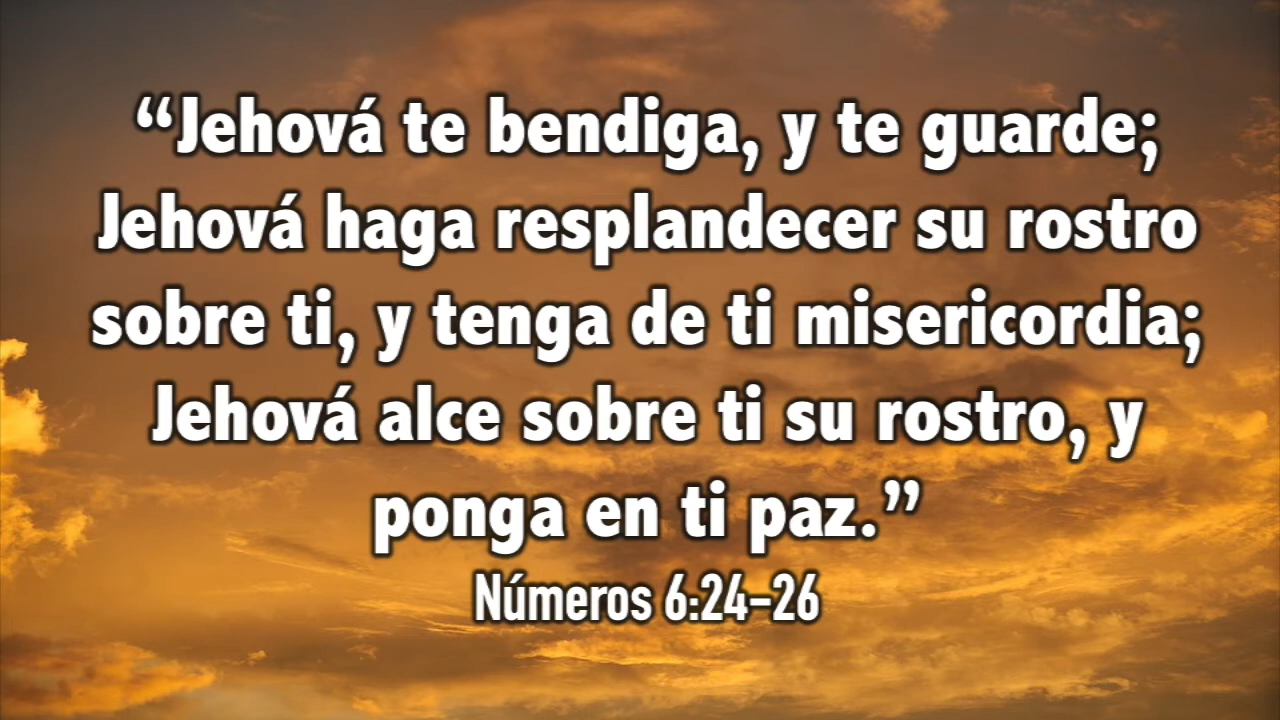 “Jehová te bendiga, y te guarde;
Jehová haga resplandecer su rostro
sobre ti, y tenga de ti misericordia;
Jehová alce sobre ti su rostro, y
ponga en ti paz.”
Números 6:24–26